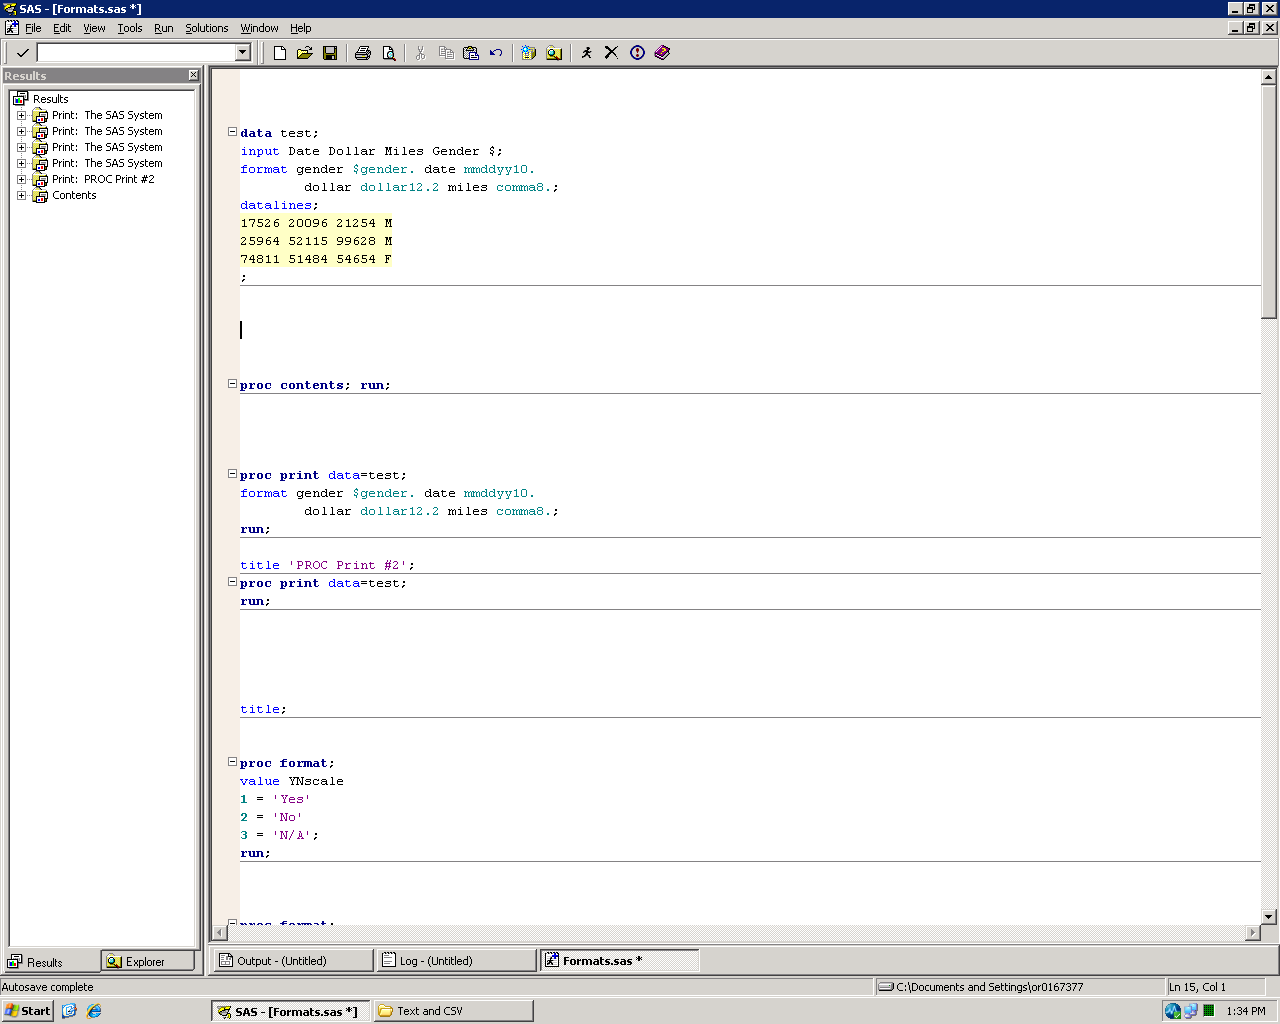 SAS - [Formats.sas *]
File Edit View Tools Run Solutions Window Help
Results
Results
Print: The SAS System
Print: The SAS System
Print: The SAS System
Print: The SAS System
Print: PROC Print #2
Contents
data test;
input Date Dollar Miles Gender $;
format gender $gender. date mmddyy10.
dollar dollar12.2 miles comma8.;
datalines;
17526 20096 21254 M
25964 52115 99628 M
74811 51484 54654 F
;
proc contents; run;
proc print data=test;
format gender $gender. date mmddyy10.
dollar dollar12.2 miles comma8.;
run;
title 'PROC Print #2';
proc print data=test;
run;
title;
proc format;
value YNscale
1 = 'Yes'
2 = 'No'
3 = 'N/A';
run;
proc format;
Results Explorer
Output - (Untitled) Log - (Untitled) Formats.sas *
Autosave complete C:\Documents and Settings\or0167377 Ln 15, Col 1
Start SAS - [Formats.sas *] Text and CSV 1:34 PM